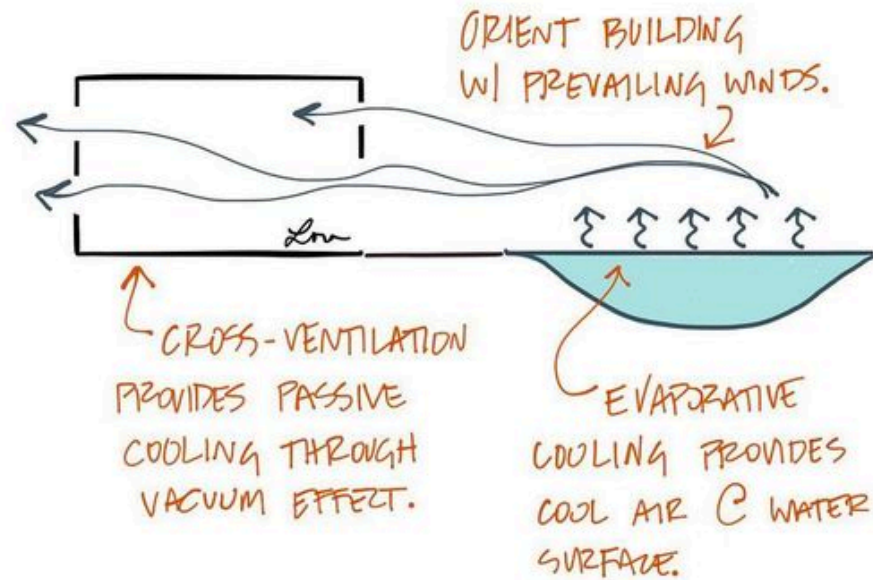 ORIENT BUILDING
W/ PREVAILING WINDS.
Low
CROSS-VENTILATION
PROVIDES PASSIVE
COOLING THROUGH
VACUUM EFFECT.
EVAPORATIVE
COOLING PROVIDES
COOL AIR @ WATER
SURFACE.